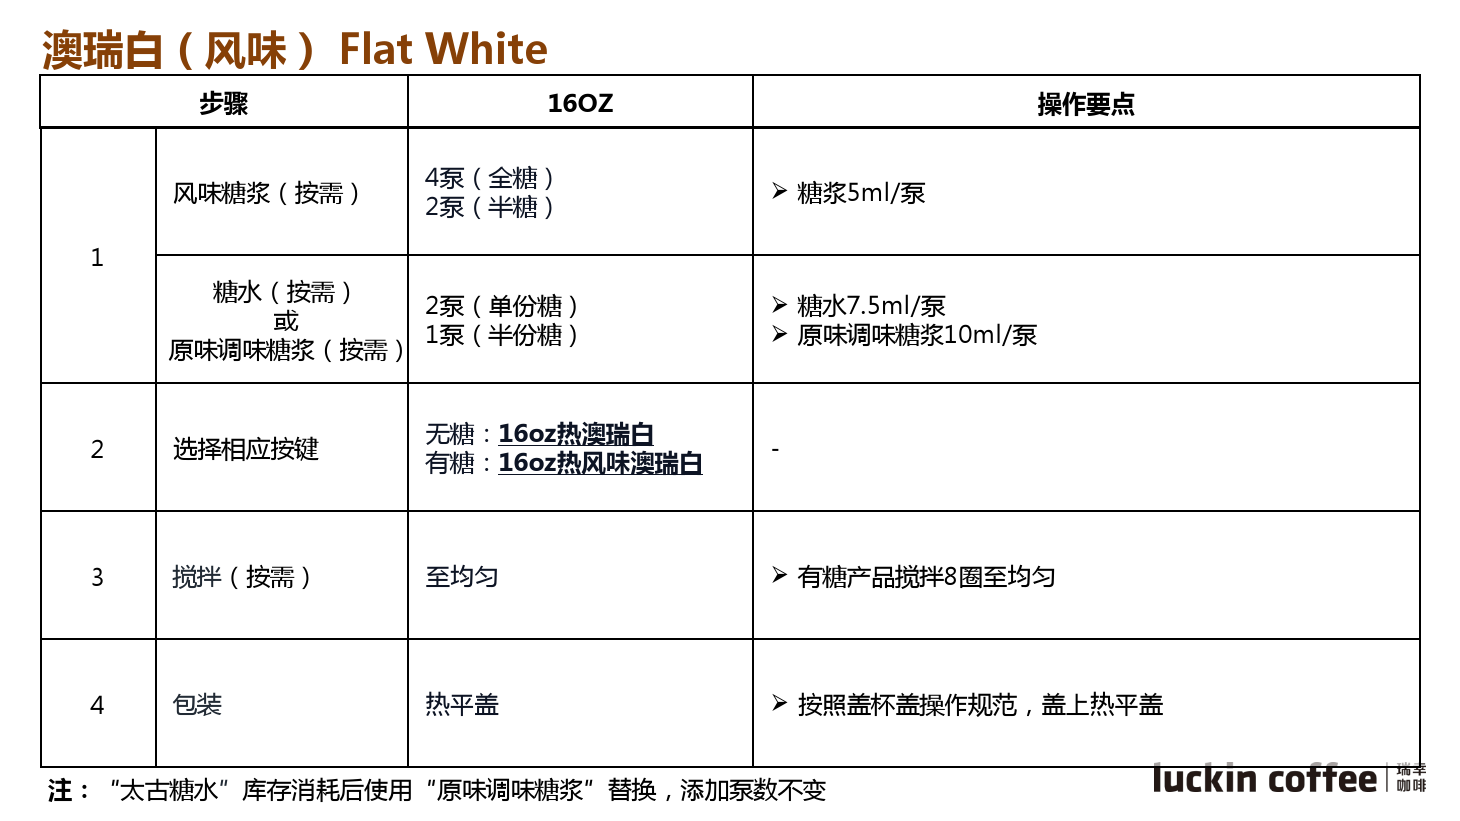 澳瑞白（风味） Flat White
步骤
16OZ
操作要点
1
风味糖浆（按需）
4泵（全糖）
2泵（半糖）
➢ 糖浆5ml/泵
糖水（按需）
或
原味调味糖浆（按需）
2泵（单份糖）
1泵（半份糖）
➢ 糖水7.5ml/泵
➢ 原味调味糖浆10ml/泵
2
选择相应按键
无糖：16oz热澳瑞白
有糖：16oz热风味澳瑞白
-
3
搅拌（按需）
至均匀
➢ 有糖产品搅拌8圈至均匀
4
包装
热平盖
➢ 按照盖杯盖操作规范，盖上热平盖
注：“太古糖水”库存消耗后使用“原味调味糖浆”替换，添加泵数不变
luckin coffee
瑞幸
咖啡